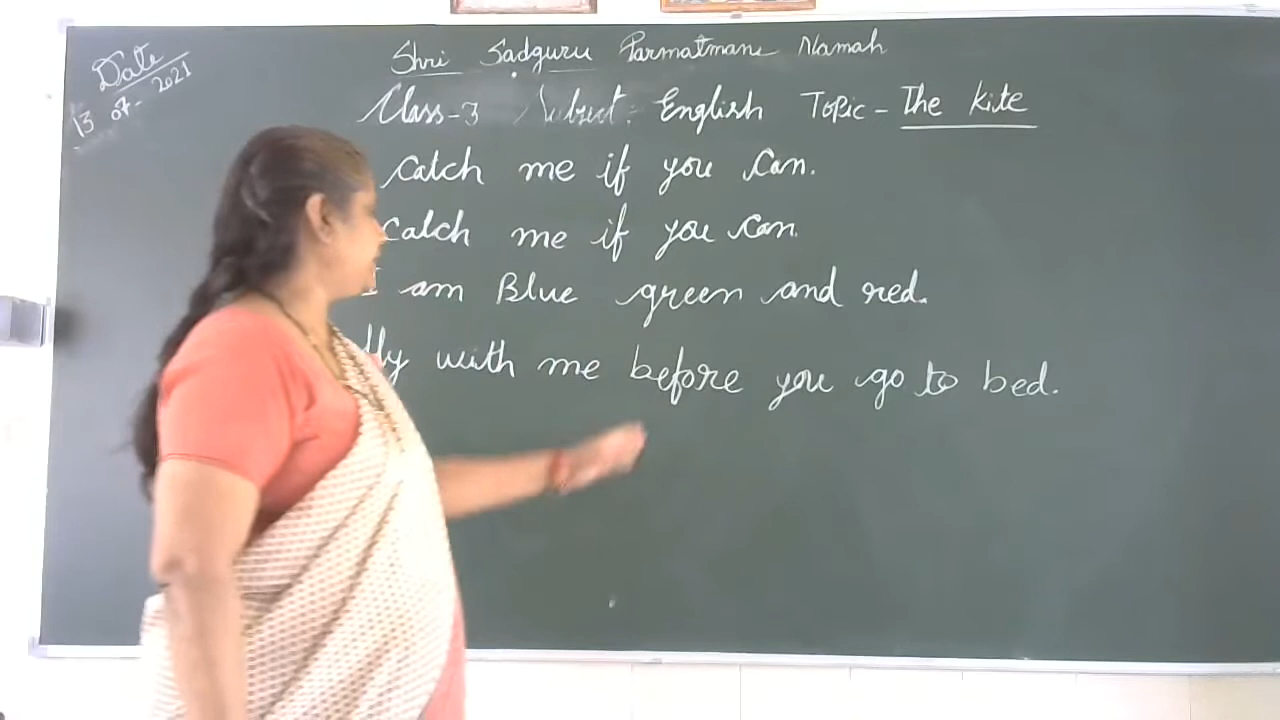 Date
13 07- 2021
Shri Sadguru Parmatmane Namah
Class-3 Subject: English Topic - The Kite
catch me if you can.
catch me if you can.
I am Blue green and red.
fly with me before you go to bed.